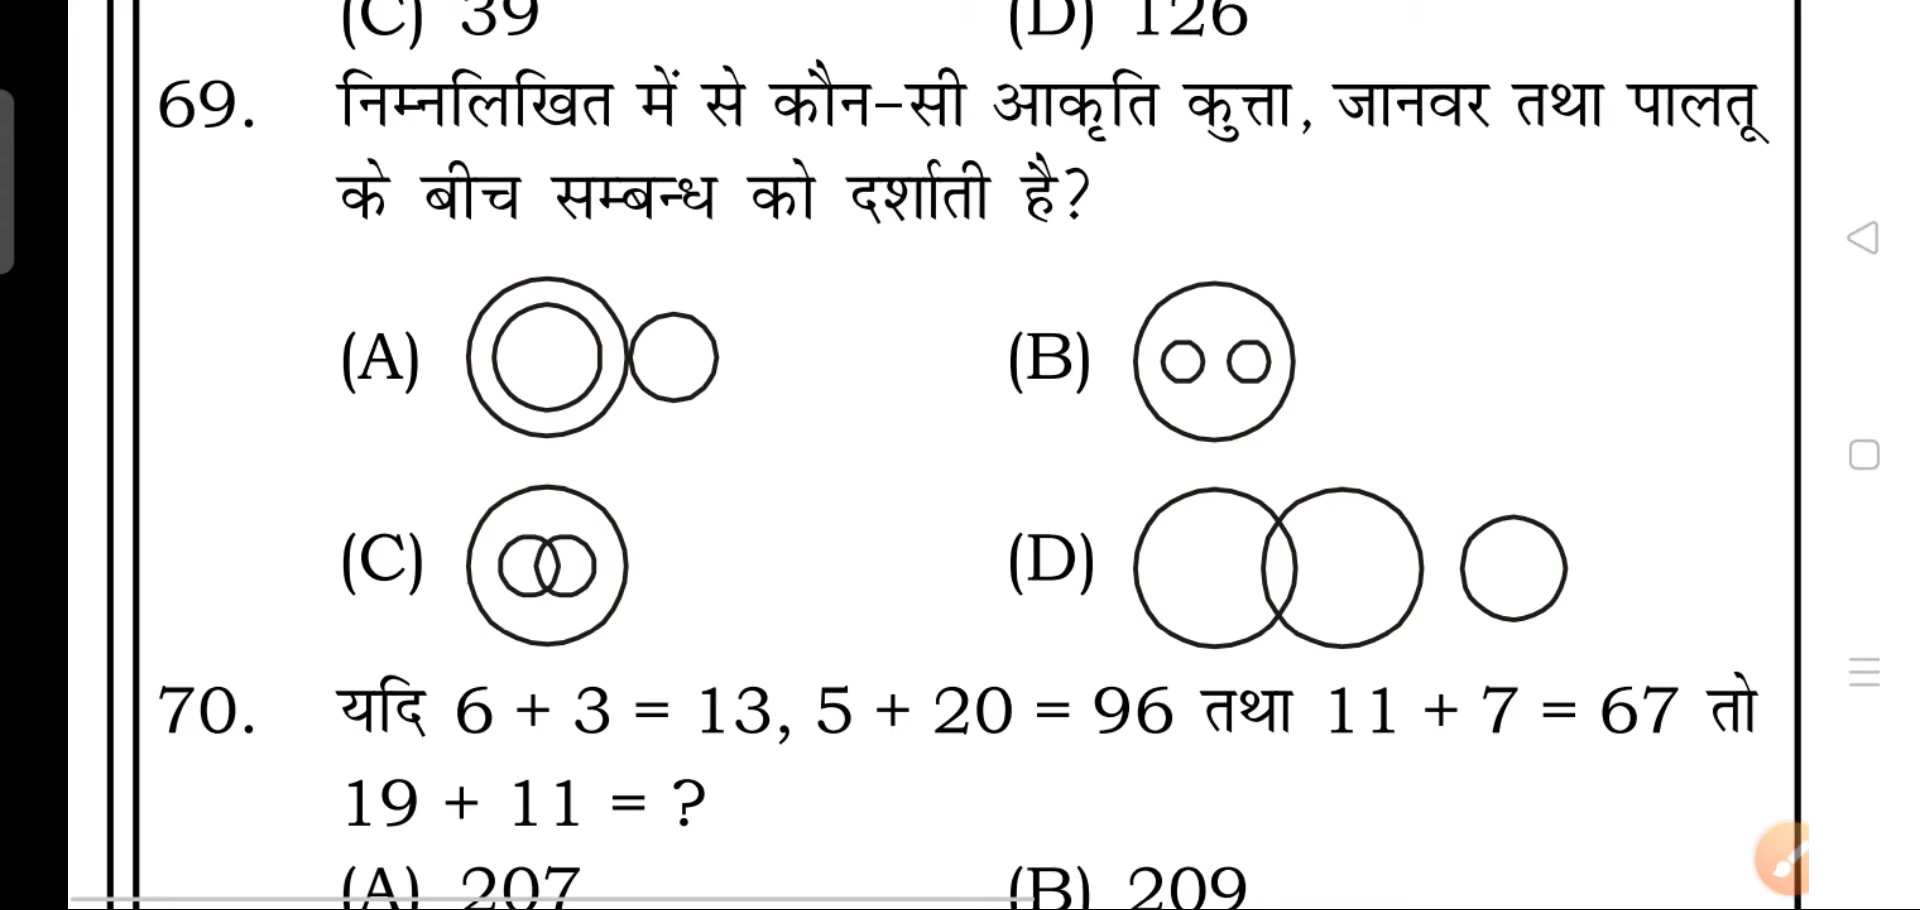 (C) 39 (D) 126
69. निम्नलिखित में से कौन-सी आकृति कुत्ता, जानवर तथा पालतू
के बीच सम्बन्ध को दर्शाती है?
(A) (B)
(C) (D)
70. यदि 6 + 3 = 13, 5 + 20 = 96 तथा 11 + 7 = 67 तो
19 + 11 = ?
(A) 207 (B) 209